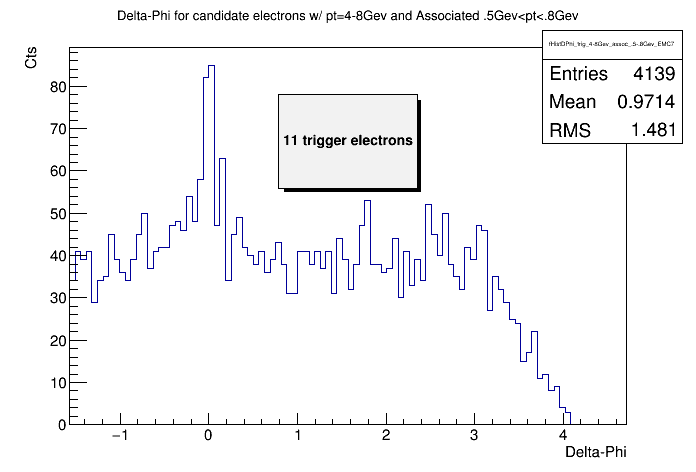 Delta-Phi for candidate electrons w/ pt=4-8Gev and Associated .5Gev<pt<.8Gev
fHistDPhi_trig_4-8Gev_assoc_.5-.8Gev_EMC7
Entries 4139
Mean 0.9714
RMS 1.481
Cts
80
70
60
50
40
30
20
10
0
11 trigger electrons
−1 0 1 2 3 4
Delta-Phi